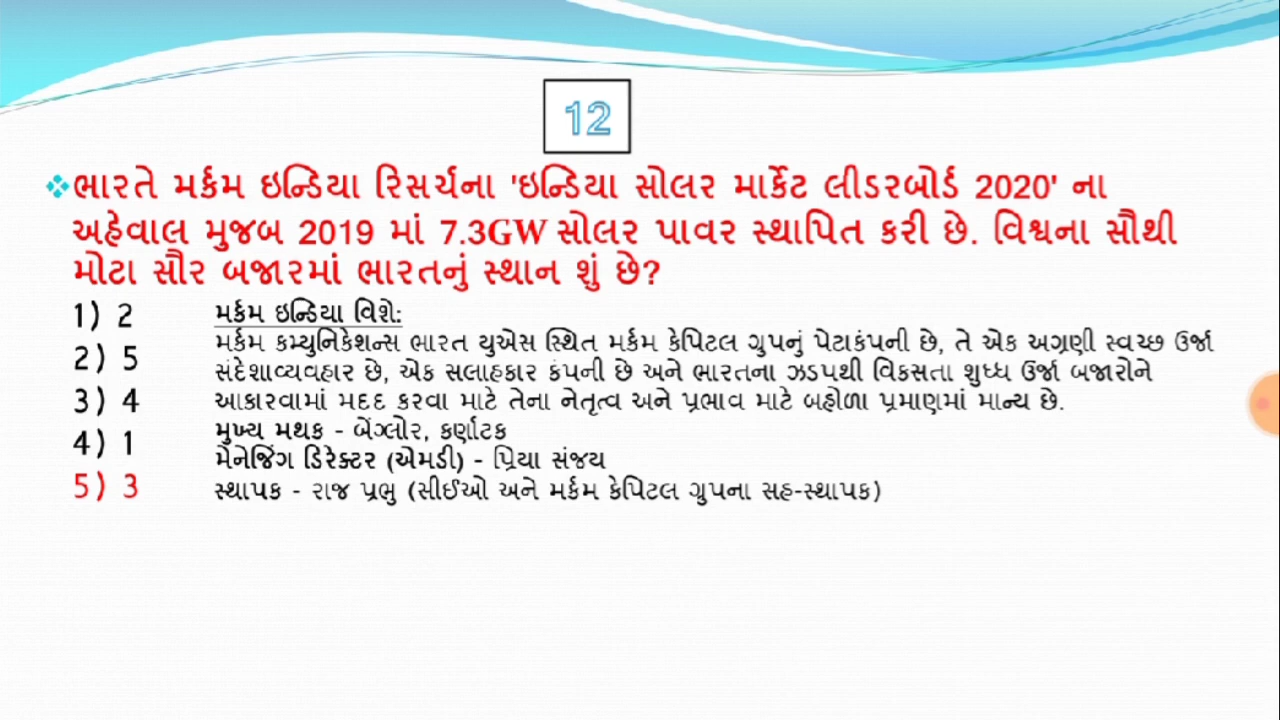 12
❖ભારતે મર્કમ ઇન્ડિયા રિસર્ચના 'ઇન્ડિયા સોલર માર્કેટ લીડરબોર્ડ 2020' ના
અહેવાલ મુજબ 2019 માં 7.3GW સોલર પાવર સ્થાપિત કરી છે. વિશ્વના સૌથી
મોટા સૌર બજારમાં ભારતનું સ્થાન શું છે?
1) 2
2) 5
3) 4
4) 1
5) 3
મર્કમ ઇન્ડિયા વિશે:
મર્કમ કમ્યુનિકેશન્સ ભારત યુએસ સ્થિત મર્કમ કેપિટલ ગ્રુપનું પેટાકંપની છે, તે એક અગ્રણી સ્વચ્છ ઉર્જા
સંદેશાવ્યવહાર છે, એક સલાહકાર કંપની છે અને ભારતના ઝડપથી વિકસતા શુધ્ધ ઉર્જા બજારોને
આકારવામાં મદદ કરવા માટે તેના નેતૃત્વ અને પ્રભાવ માટે બહોળા પ્રમાણમાં માન્ય છે.
મુખ્ય મથક - બેંગ્લોર, કર્ણાટક
મેનેજિંગ ડિરેક્ટર (એમડી) - પ્રિયા સંજય
સ્થાપક - રાજ પ્રભુ (સીઈઓ અને મર્કમ કેપિટલ ગ્રુપના સહ-સ્થાપક)